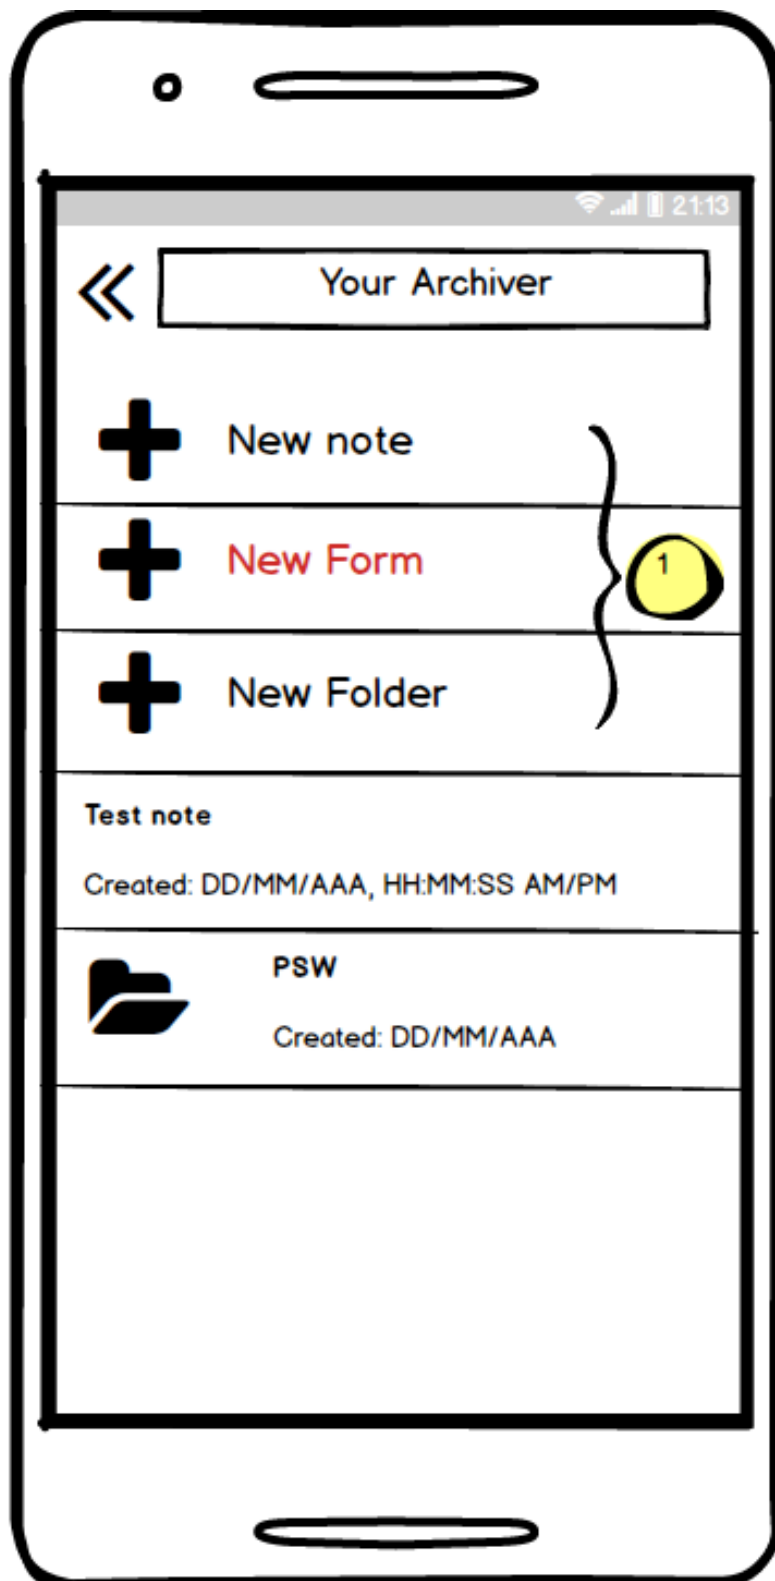 21:13
Your Archiver
New note
New Form
1
New Folder
Test note
Created: DD/MM/AAA, HH:MM:SS AM/PM
PSW
Created: DD/MM/AAA